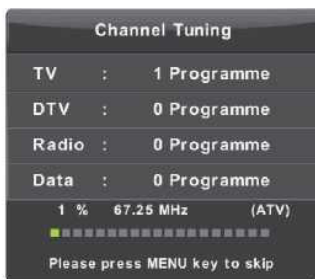 Channel Tuning
TV : 1 Programme
DTV : 0 Programme
Radio : 0 Programme
Data : 0 Programme
1 % 67.25 MHz (ATV)
Please press MENU key to skip